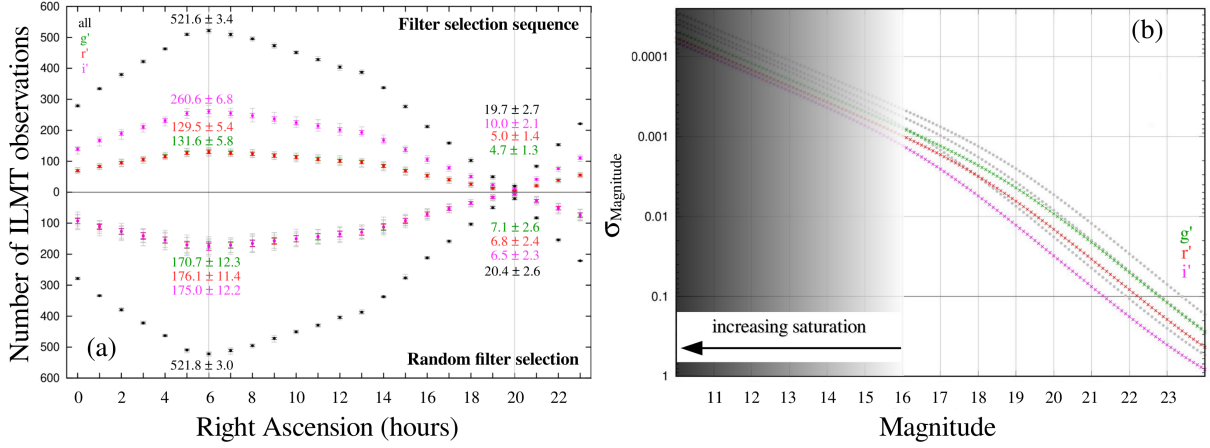 600
500
400
300
200
100
0
100
200
300
400
500
600
Number of ILMT observations
all
g'
r'
i'
521.6 ± 3.4
Filter selection sequence
260.6 ± 6.8
129.5 ± 5.4
131.6 ± 5.8
19.7 ± 2.7
10.0 ± 2.1
5.0 ± 1.4
4.7 ± 1.3
170.7 ± 12.3
176.1 ± 11.4
175.0 ± 12.2
7.1 ± 2.6
6.8 ± 2.4
6.5 ± 2.3
20.4 ± 2.6
(a)
521.8 ± 3.0
Random filter selection
0 2 4 6 8 10 12 14 16 18 20 22
Right Ascension (hours)
(b)
0.0001
0.001
0.01
0.1
1
σMagnitude
g'
r'
i'
increasing saturation
11 12 13 14 15 16 17 18 19 20 21 22 23
Magnitude